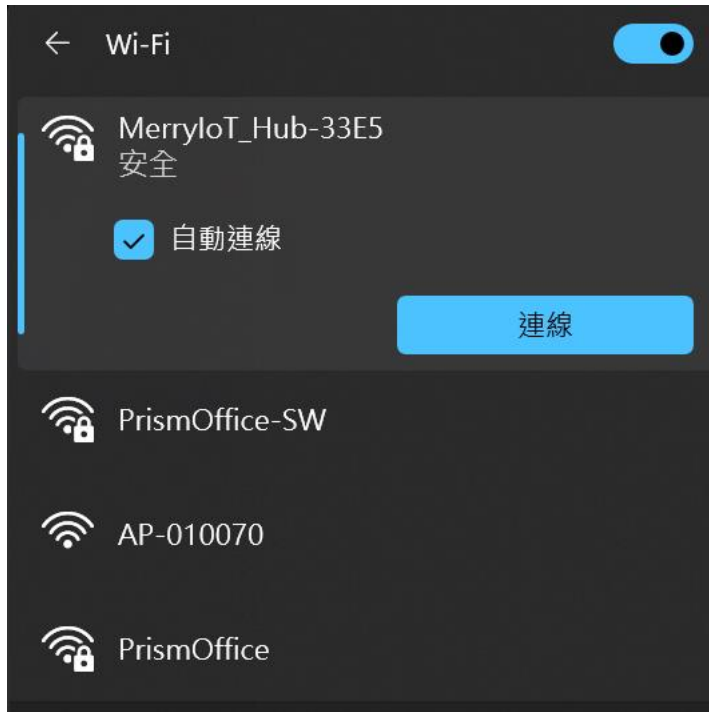 Wi-Fi
MerryIoT_Hub-33E5
安全
自動連線
連線
PrismOffice-SW
AP-010070
PrismOffice